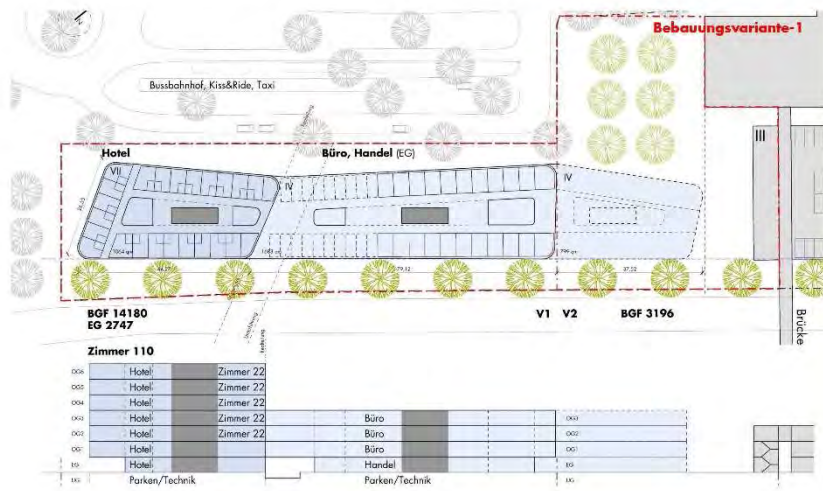 Bebauungsvariante-1
Bussbahnhof, Kiss&Ride, Taxi
Hotel
Büro, Handel (EG)
III
VII
IV
IV
37,52
BGF 14180
EG 2747
V1 V2 BGF 3196
Brücke
Zimmer 110
OG6 Hotel Zimmer 22
OG5 Hotel Zimmer 22
OG4 Hotel Zimmer 22
OG3 Hotel Zimmer 22 Büro OG3
OG2 Hotel Zimmer 22 Büro OG2
OG1 Hotel Büro OG1
EG Hotel Handel EG
UG Parken/Technik Parken/Technik UG